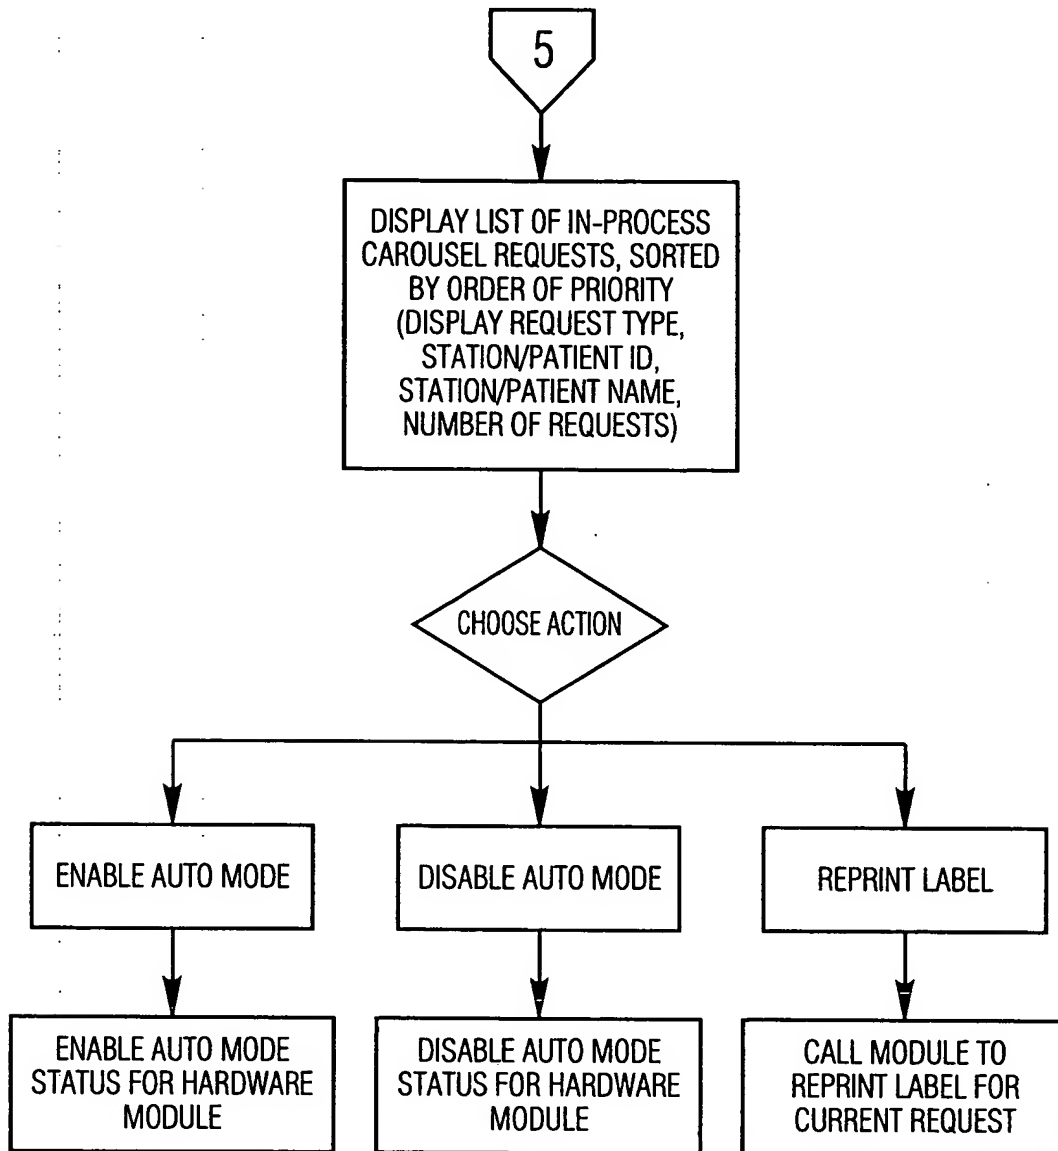 5
DISPLAY LIST OF IN-PROCESS
CAROUSEL REQUESTS, SORTED
BY ORDER OF PRIORITY
(DISPLAY REQUEST TYPE,
STATION/PATIENT ID,
STATION/PATIENT NAME,
NUMBER OF REQUESTS)
CHOOSE ACTION
ENABLE AUTO MODE
DISABLE AUTO MODE
REPRINT LABEL
ENABLE AUTO MODE
STATUS FOR HARDWARE
MODULE
DISABLE AUTO MODE
STATUS FOR HARDWARE
MODULE
CALL MODULE TO
REPRINT LABEL FOR
CURRENT REQUEST